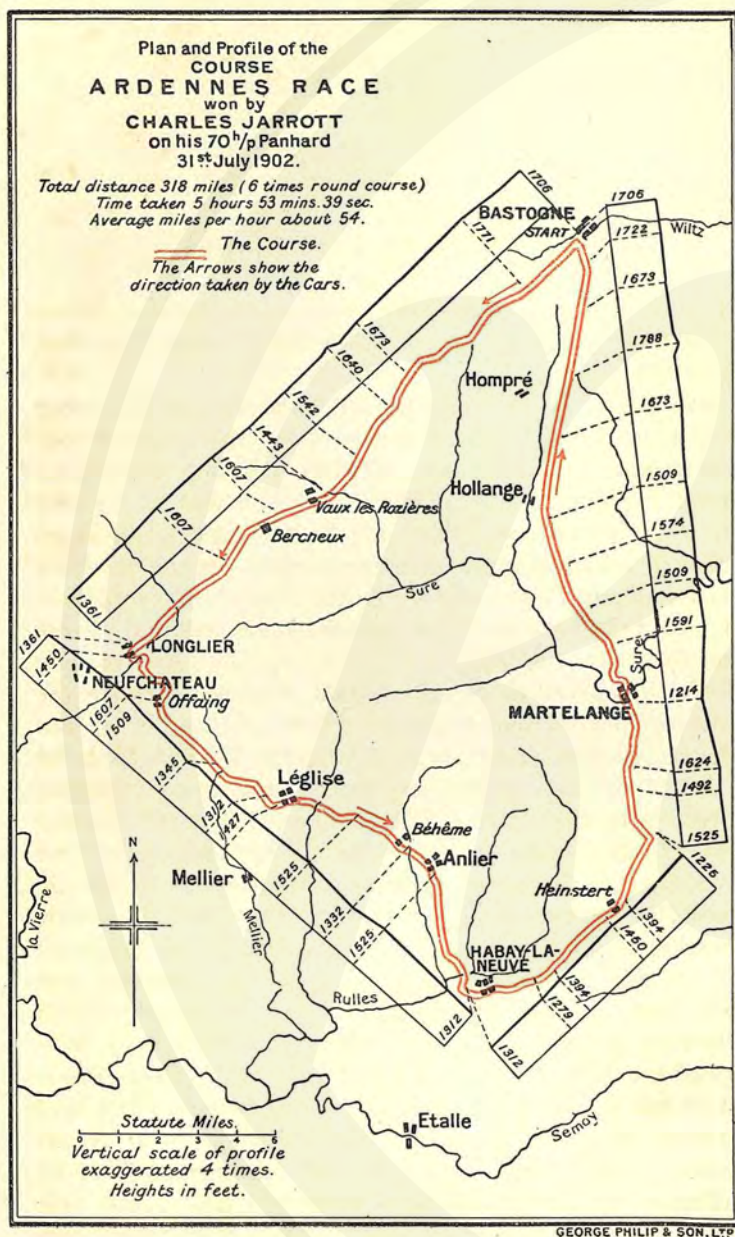 Plan and Profile of the
COURSE
ARDENNES RACE
won by
CHARLES JARROTT
on his 70 h/p Panhard
31st July 1902.
Total distance 318 miles (6 times round course)
Time taken 5 hours 53 mins. 39 sec.
Average miles per hour about 54.
The Course.
The Arrows show the
direction taken by the Cars.
1706
1706
BASTOGNE
START
1722
Wiltz
1771
1673
1673
1788
1640
Hompré
1542
1673
1443
1509
1607
Hollange
Vaux les Rozières
1607
Bercheux
1574
1509
Sure
1361
1591
1361
LONGLIER
Sure
1450
NEUFCHATEAU
Offaing
1214
MARTELANGE
1607
1509
1345
1624
Léglise
1492
1312
1427
1525
Béhême
1225
Anlier
Mellier
1525
Heinstert
1394
1332
1460
la Vierre
1525
HABAY-LA-
NEUVE
Mellier
1394
1279
Rulles
1312
1312
N
Etalle
Semoy
Statute Miles.
0 1 2 3 4 5
Vertical scale of profile
exaggerated 4 times.
Heights in feet.
GEORGE PHILIP & SON, LTD